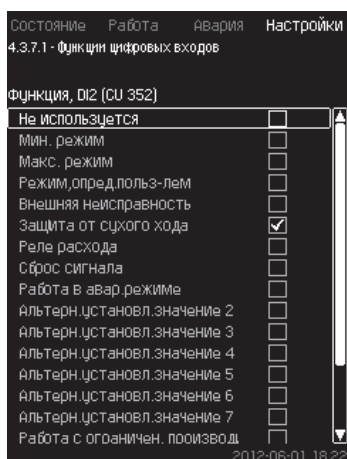 Состояние Работа Авария Настройки
4.3.7.1 - Функции цифровых входов
Функция, DI2 (CU 352)
Не используется
Мин. режим
Макс. режим
Режим,опред.польз-лем
Внешняя неисправность
Защита от сухого хода
Реле расхода
Сброс сигнала
Работа в авар.режиме
Альтерн.установл.значение 2
Альтерн.установл.значение 3
Альтерн.установл.значение 4
Альтерн.установл.значение 5
Альтерн.установл.значение 6
Альтерн.установл.значение 7
Работа с ограничен. производ
2012-06-01 18:22